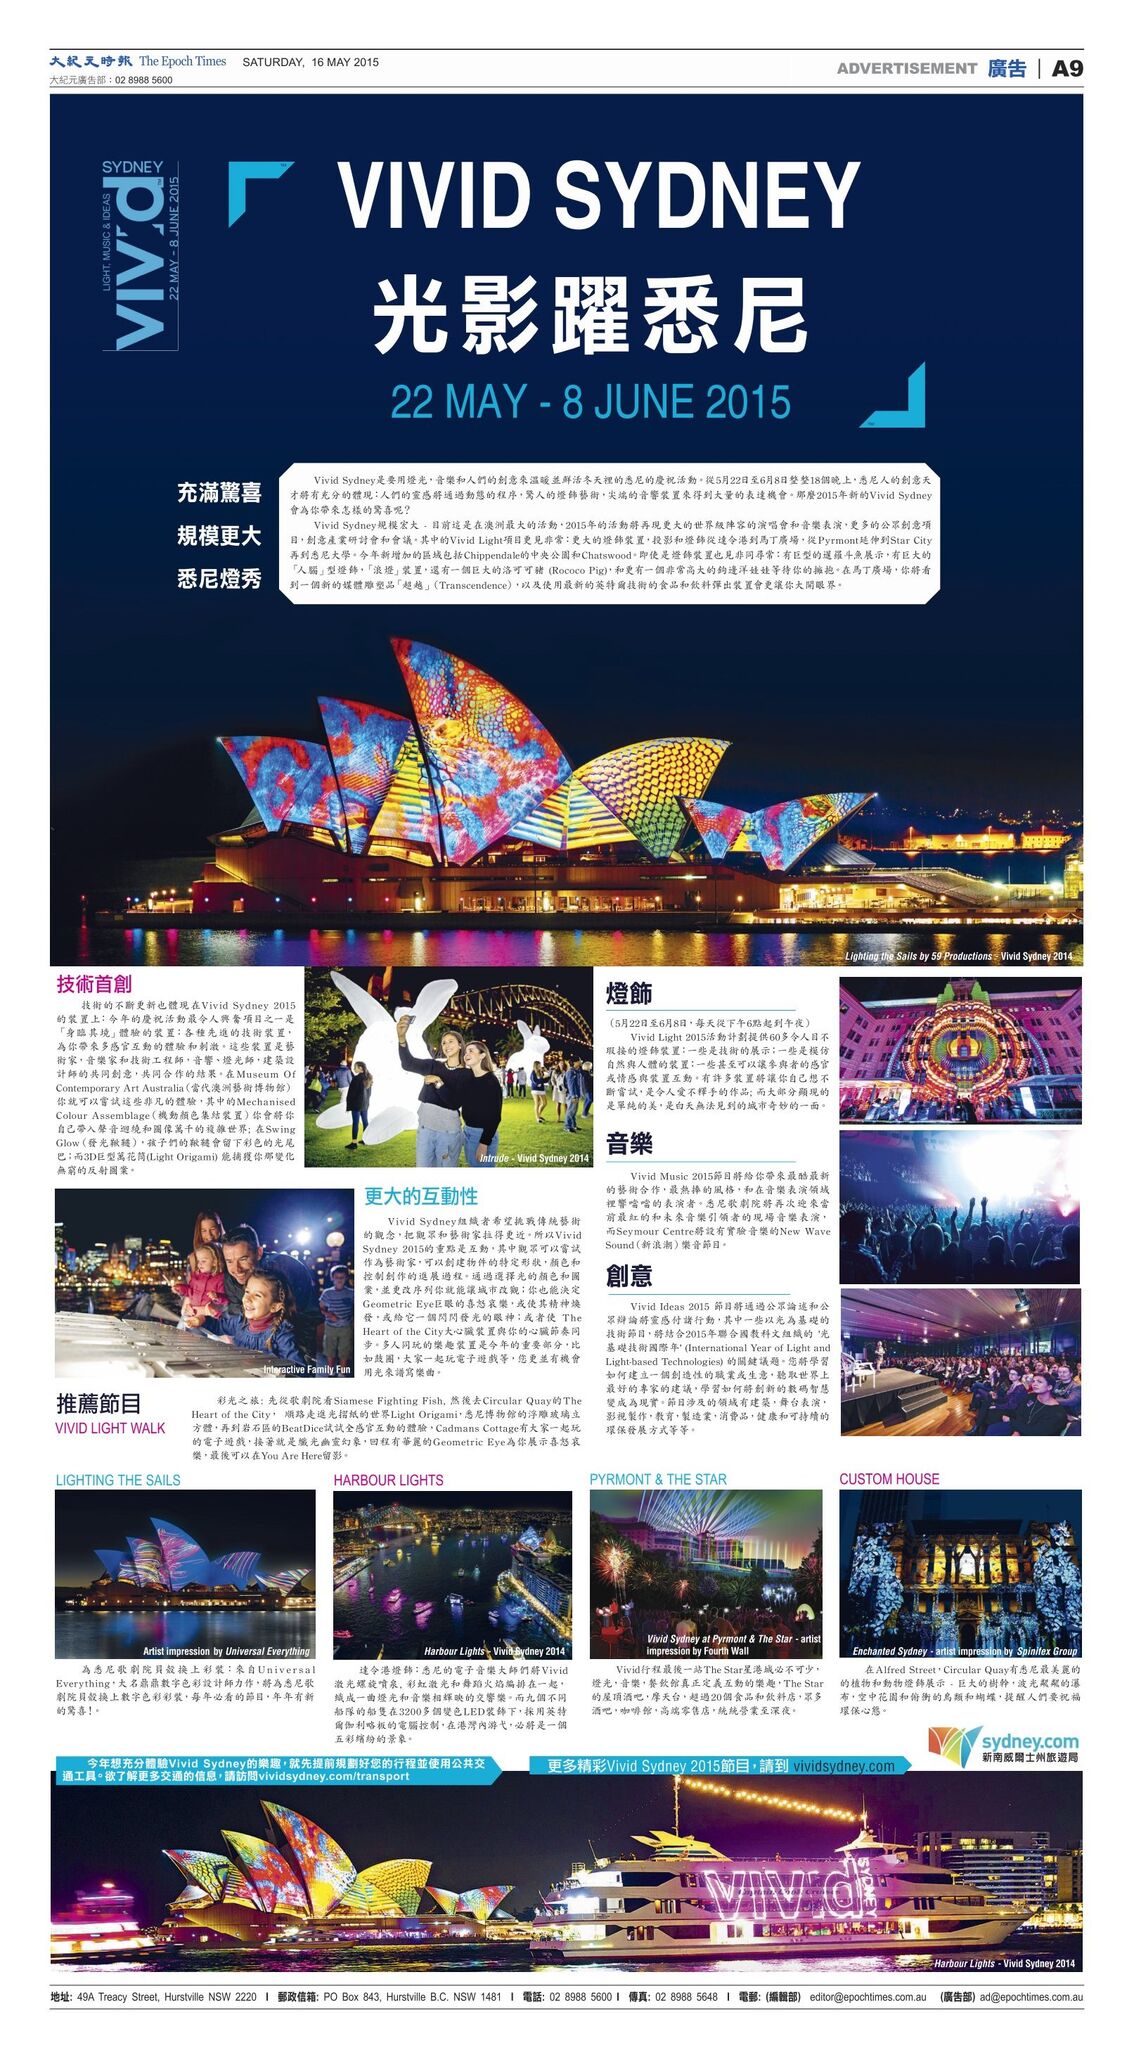 大紀元時報 The Epoch Times SATURDAY, 16 MAY 2015
大紀元廣告部：02 8988 5600
ADVERTISEMENT 廣告 | A9
SYDNEY
VIVID
LIGHT, MUSIC & IDEAS
22 MAY - 8 JUNE 2015
VIVID SYDNEY
光影躍悉尼
22 MAY - 8 JUNE 2015
充滿驚喜
規模更大
悉尼燈秀
Vivid Sydney是要用燈光，音樂和人們的創意來溫暖並鮮活冬天裡的悉尼的慶祝活動。從5月22日至6月8日整整18個晚上，悉尼人的創意天
才將有充分的體現：人們的靈感將通過動態的程序，驚人的燈飾藝術，尖端的音響裝置來得到大量的表達機會。那麼2015年新的Vivid Sydney
會為你帶來怎樣的驚喜呢？
Vivid Sydney規模宏大 - 目前這是在澳洲最大的活動，2015年的活動將再現更大的世界級陣容的演唱會和音樂表演，更多的公眾創意項
目，創意產業研討會和會議。其中的Vivid Light項目更見非常：更大的燈飾裝置，投影和燈飾從達令港到馬丁廣場，從Pyrmont延伸到Star City
再到悉尼大學。今年新增加的區域包括Chippendale的中央公園和Chatswood。即使是燈飾裝置也見非同尋常：有巨型的暹羅斗魚展示，有巨大的
「人腦」型燈飾，「浪燈」裝置，還有一個巨大的洛可可豬 (Rococo Pig)，和更有一個非常高大的鉤邊洋娃娃等待你的擁抱。在馬丁廣場，你將看
到一個新的媒體雕塑品「超越」(Transcendence)，以及使用最新的英特爾技術的食品和飲料彈出裝置會更讓你大開眼界。
Lighting the Sails by 59 Productions - Vivid Sydney 2014
技術首創
技術的不斷更新也體現在Vivid Sydney 2015
的裝置上：今年的慶祝活動最令人興奮項目之一是
「身臨其境」體驗的裝置：各種先進的技術裝置，
為你帶來多感官互動的體驗和刺激。這些裝置是藝
術家，音樂家和技術工程師，音響、燈光師，建築設
計師的共同創意，共同合作的結果。在Museum Of
Contemporary Art Australia（當代澳洲藝術博物館）
你就可以嘗試這些非凡的體驗，其中的Mechanised
Colour Assemblage（機動顏色集結裝置）你會將你
自己帶入聲音迴繞和圖像萬千的複雜世界；在Swing
Glow（發光鞦韆），孩子們的鞦韆會留下彩色的光尾
巴；而3D巨型萬花筒(Light Origami) 能捕獲你那變化
無窮的反射圖案。
Intrude - Vivid Sydney 2014
Interactive Family Fun
更大的互動性
Vivid Sydney組織者希望挑戰傳統藝術
的觀念，把觀眾和藝術家拉得更近。所以Vivid
Sydney 2015的重點是互動，其中觀眾可以嘗試
作為藝術家，可以創建物件的特定形狀，顏色和
控制創作的進展過程。通過選擇光的顏色和圖
案，並更改序列你就能讓城市改觀；你也能決定
Geometric Eye巨眼的喜怒哀樂，或使其精神煥
發，或給它一個閃閃發光的眼神；或者使 The
Heart of the City大心臟裝置與你的心臟節奏同
步。多人同玩的樂趣裝置是今年的重要部分，比
如鼓圈，大家一起玩電子遊戲等，您更並有機會
用光來譜寫樂曲。
燈飾
（5月22日至6月8日，每天從下午6點起到午夜）
Vivid Light 2015活動計劃提供60多令人目不
暇接的燈飾裝置：一些是技術的展示；一些是模仿
自然與人體的裝置；一些甚至可以讓參與者的感官
或情感與裝置互動。有許多裝置將讓你自己想不
斷嘗試，是令人愛不釋手的作品；而大部分顯現的
是單純的美，是白天無法見到的城市奇妙的一面。
音樂
Vivid Music 2015節目將給你帶來最酷最新
的藝術合作，最熱捧的風格，和在音樂表演領域
裡響噹噹的表演者。悉尼歌劇院將再次迎來當
前最紅的和未來音樂引領者的現場音樂表演，
而Seymour Centre將設有實驗音樂的New Wave
Sound（新浪潮）樂音節目。
創意
Vivid Ideas 2015 節目將通過公眾論述和公
眾辯論將靈感付諸行動，其中一些以光為基礎的
技術節目，將結合2015年聯合國教科文組織的 '光
基礎技術國際年' (International Year of Light and
Light-based Technologies) 的關鍵議題。您將學習
如何建立一個創造性的職業或生意，聽取世界上
最好的專家的建議，學習如何將創新的數碼智慧
變成為現實。節目涉及的領域有建築，舞台表演，
影視製作，教育，製造業，消費品，健康和可持續的
環保發展方式等等。
推薦節目
VIVID LIGHT WALK
彩光之旅：先從歌劇院看Siamese Fighting Fish, 然後去Circular Quay的The
Heart of the City， 順路走進光摺紙的世界Light Origami，悉尼博物館的浮雕玻璃立
方體，再到岩石區的BeatDice試試全感官互動的體驗，Cadmans Cottage有大家一起玩
的電子遊戲，接著就是幾光幽靈幻象，回程有華麗的Geometric Eye為你展示喜怒哀
樂，最後可以在You Are Here留影。
LIGHTING THE SAILS
Artist impression by Universal Everything
為悉尼歌劇院貝殼換上彩裝：來自Universal
Everything，大名鼎鼎數字色彩設計師力作，將為悉尼歌
劇院貝殼換上數字色彩彩裝，每年必看的節目，年年有新
的驚喜！。
HARBOUR LIGHTS
Harbour Lights - Vivid Sydney 2014
達令港燈飾：悉尼的電子音樂大師們將Vivid
激光螺旋噴泉，彩虹激光和舞蹈火焰編排在一起，
織成一曲燈光和音樂相輝映的交響樂。而九個不同
船隊的船隻在3200多個變色LED裝飾下，採用英特
爾伽利略板的電腦控制，在港灣內游弋，必將是一個
五彩繽紛的景象。
PYRMONT & THE STAR
Vivid Sydney at Pyrmont & The Star - artist
impression by Fourth Wall
Vivid行程最後一站The Star星港城必不可少，
燈光，音樂，餐飲館真正定義互動的樂趣，The Star
的屋頂酒吧，摩天台，超過20個食品和飲料店，眾多
酒吧，咖啡館，高端零售店，統統營業至深夜。
CUSTOM HOUSE
Enchanted Sydney - artist impression by Spinifex Group
在Alfred Street, Circular Quay有悉尼最美麗的
的植物和動物燈飾展示 - 巨大的樹幹，波光粼粼的瀑
布，空中花園和俯衝的鳥類和蝴蝶，提醒人們要祝福
環保心態。
sydney.com
新南威爾士州旅遊局
今年想充分體驗Vivid Sydney的樂趣，就先提前規劃好您的行程並使用公共交
通工具。欲了解更多交通的信息，請訪問vividsydney.com/transport
更多精彩Vivid Sydney 2015節目，請到 vividsydney.com
VIVID SYDNEY
Harbour Lights - Vivid Sydney 2014
地址: 49A Treacy Street, Hurstville NSW 2220 | 郵政信箱: PO Box 843, Hurstville B.C. NSW 1481 | 電話: 02 8988 5600 | 傳真: 02 8988 5648 | 電郵: (編輯部) editor@epochtimes.com.au (廣告部) ad@epochtimes.com.au